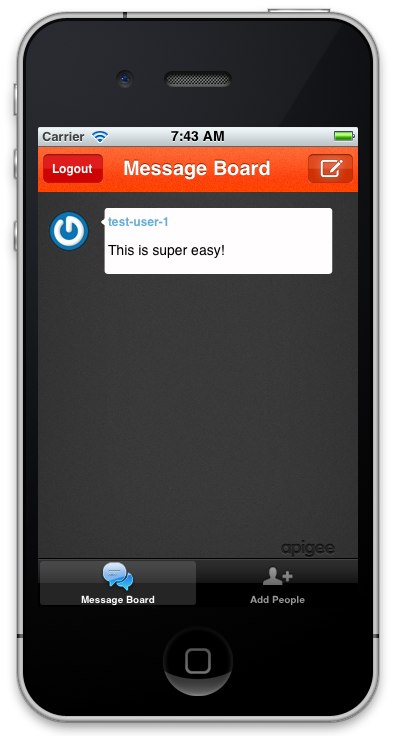 Carrier 7:43 AM
Logout Message Board
test-user-1
This is super easy!
apigee
Message Board Add People